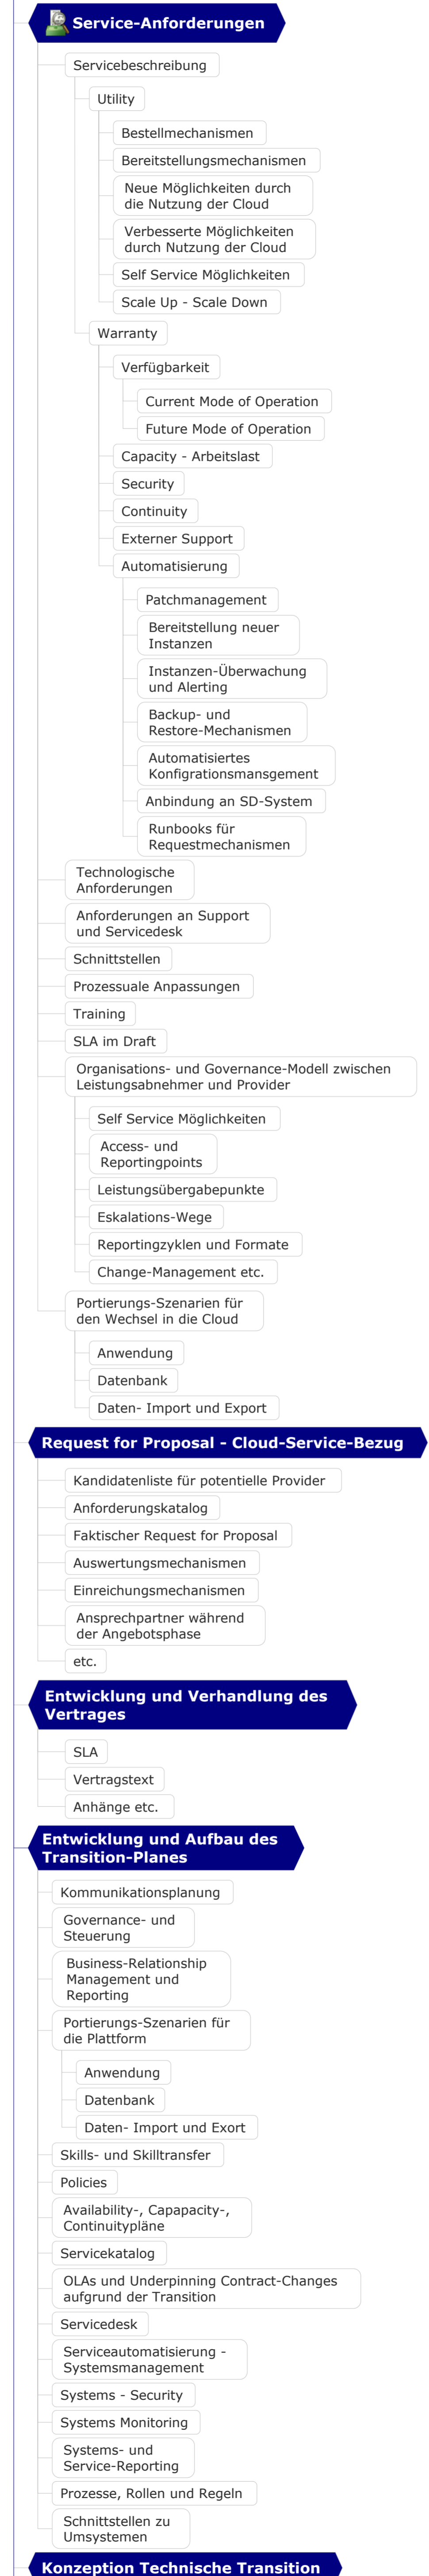 Service-Anforderungen
Servicebeschreibung
Utility
Bestellmechanismen
Bereitstellungsmechanismen
Neue Möglichkeiten durch
die Nutzung der Cloud
Verbesserte Möglichkeiten
durch Nutzung der Cloud
Self Service Möglichkeiten
Scale Up - Scale Down
Warranty
Verfügbarkeit
Current Mode of Operation
Future Mode of Operation
Capacity - Arbeitslast
Security
Continuity
Externer Support
Automatisierung
Patchmanagement
Bereitstellung neuer
Instanzen
Instanzen-Überwachung
und Alerting
Backup- und
Restore-Mechanismen
Automatisiertes
Konfigrationsmansgement
Anbindung an SD-System
Runbooks für
Requestmechanismen
Technologische
Anforderungen
Anforderungen an Support
und Servicedesk
Schnittstellen
Prozessuale Anpassungen
Training
SLA im Draft
Organisations- und Governance-Modell zwischen
Leistungsabnehmer und Provider
Self Service Möglichkeiten
Access- und
Reportingpoints
Leistungsübergabepunkte
Eskalations-Wege
Reportingzyklen und Formate
Change-Management etc.
Portierungs-Szenarien für
den Wechsel in die Cloud
Anwendung
Datenbank
Daten- Import und Export
Request for Proposal - Cloud-Service-Bezug
Kandidatenliste für potentielle Provider
Anforderungskatalog
Faktischer Request for Proposal
Auswertungsmechanismen
Einreichungsmechanismen
Ansprechpartner während
der Angebotsphase
etc.
Entwicklung und Verhandlung des
Vertrages
SLA
Vertragstext
Anhänge etc.
Entwicklung und Aufbau des
Transition-Planes
Kommunikationsplanung
Governance- und
Steuerung
Business-Relationship
Management und
Reporting
Portierungs-Szenarien für
die Plattform
Anwendung
Datenbank
Daten- Import und Exort
Skills- und Skilltransfer
Policies
Availability-, Capapacity-,
Continuitypläne
Servicekatalog
OLAs und Underpinning Contract-Changes
aufgrund der Transition
Servicedesk
Serviceautomatisierung -
Systemsmanagement
Systems - Security
Systems Monitoring
Systems- und
Service-Reporting
Prozesse, Rollen und Regeln
Schnittstellen zu
Umsystemen
Konzeption Technische Transition